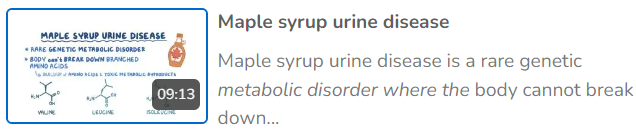 MAPLE SYRUP URINE DISEASE
* RARE GENETIC METABOLIC DISORDER
* BODY can't BREAK DOWN BRANCHED
AMINO ACIDS
↳ BUILDUP of AMINO ACIDS & TOXIC METABOLIC BYPRODUCTS
VALINE
LEUCINE
ISOLEUCINE
09:13
Maple syrup urine disease
Maple syrup urine disease is a rare genetic
metabolic disorder where the body cannot break
down...